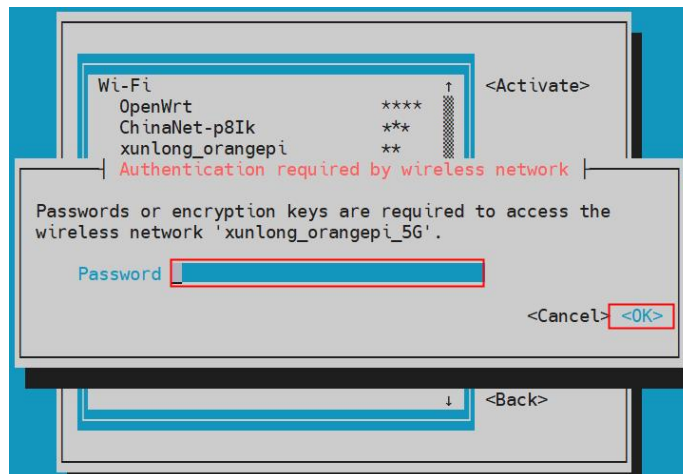 Wi-Fi ↑ <Activate>
OpenWrt ****
ChinaNet-p8Ik ***
xunlong_orangepi **
Authentication required by wireless network
Passwords or encryption keys are required to access the
wireless network 'xunlong_orangepi_5G'.
Password
<Cancel> <OK>
↓ <Back>